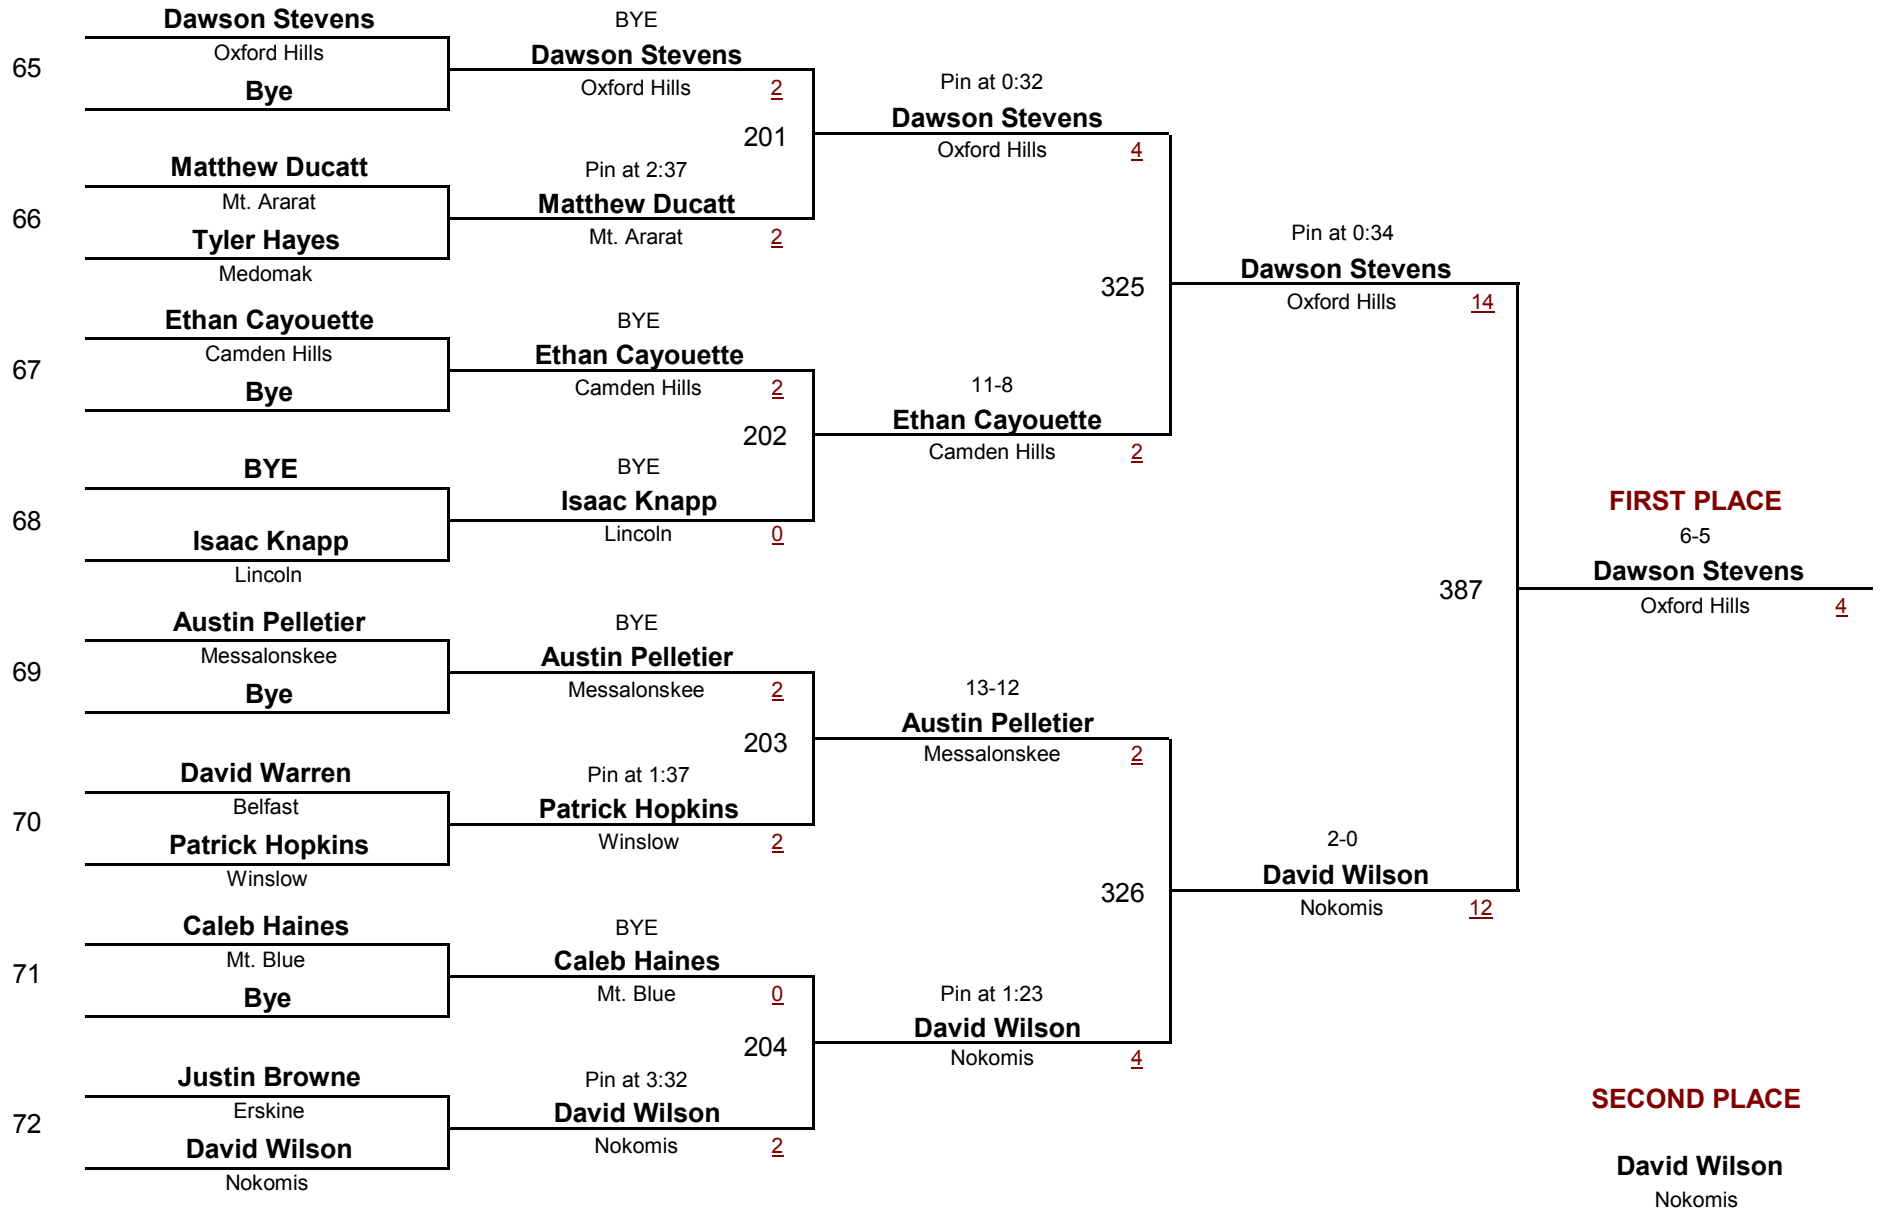 Dawson Stevens
Oxford Hills
65
Bye
Matthew Ducatt
Mt. Ararat
66
Tyler Hayes
Medomak
Ethan Cayouette
Camden Hills
67
Bye
BYE
68
Isaac Knapp
Lincoln
Austin Pelletier
Messalonskee
69
Bye
David Warren
Belfast
70
Patrick Hopkins
Winslow
Caleb Haines
Mt. Blue
71
Bye
Justin Browne
Erskine
72
David Wilson
Nokomis
BYE
Dawson Stevens
Oxford Hills 2
201
Pin at 2:37
Matthew Ducatt
Mt. Ararat 2
BYE
Ethan Cayouette
Camden Hills 2
202
BYE
Isaac Knapp
Lincoln 0
BYE
Austin Pelletier
Messalonskee 2
203
Pin at 1:37
Patrick Hopkins
Winslow 2
BYE
Caleb Haines
Mt. Blue 0
204
Pin at 3:32
David Wilson
Nokomis 2
Pin at 0:32
Dawson Stevens
Oxford Hills 4
325
11-8
Ethan Cayouette
Camden Hills 2
13-12
Austin Pelletier
Messalonskee 2
326
Pin at 1:23
David Wilson
Nokomis 4
Pin at 0:34
Dawson Stevens
Oxford Hills 14
387
2-0
David Wilson
Nokomis 12
FIRST PLACE
6-5
Dawson Stevens
Oxford Hills 4
SECOND PLACE
David Wilson
Nokomis